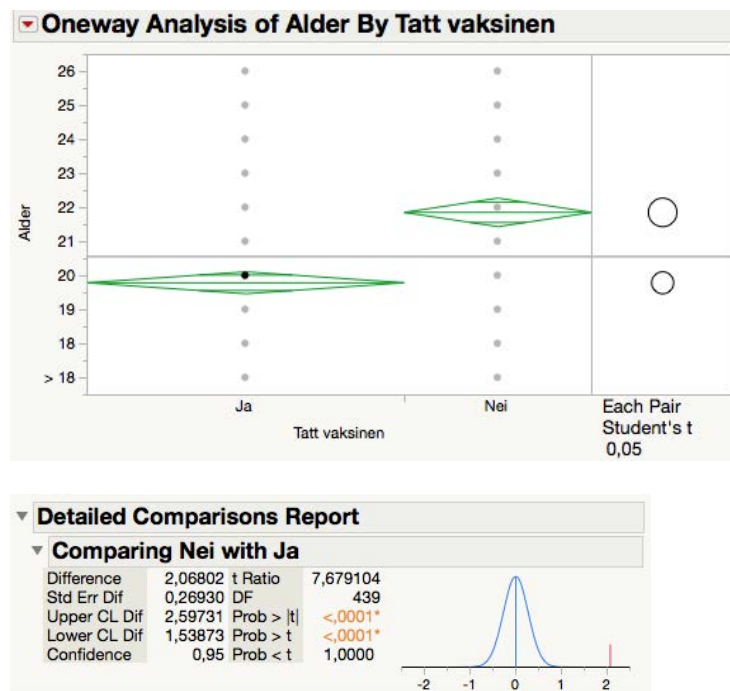 Oneway Analysis of Alder By Tatt vaksinen
26
25
24
23
22
21
20
19
18
> 18
Alder
Ja Nei
Tatt vaksinen
Each Pair
Student's t
0,05
Detailed Comparisons Report
Comparing Nei with Ja
Difference 2,06802 t Ratio 7,679104
Std Err Dif 0,26930 DF 439
Upper CL Dif 2,59731 Prob > |t| <,0001*
Lower CL Dif 1,53873 Prob > t <,0001*
Confidence 0,95 Prob < t 1,0000
-2 -1 0 1 2